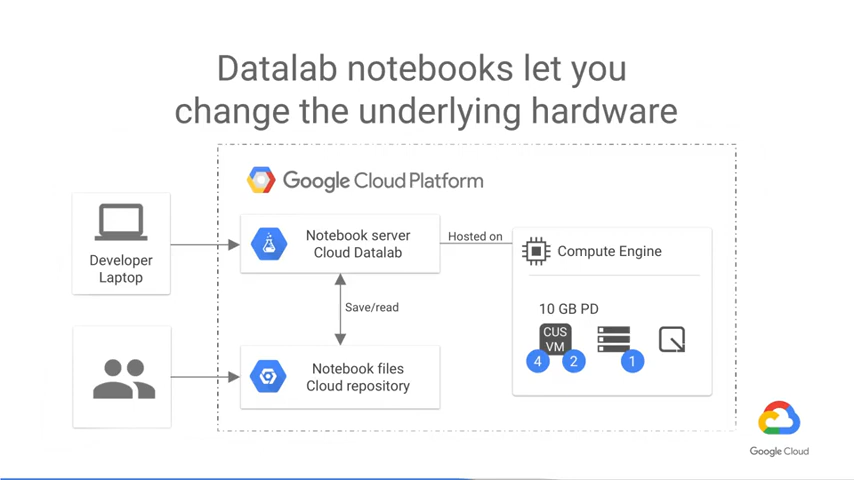 Datalab notebooks let you
change the underlying hardware
Google Cloud Platform
Developer
Laptop
Notebook server
Cloud Datalab
Hosted on
Compute Engine
Save/read
10 GB PD
CUS
VM
4
2
1
Notebook files
Cloud repository
Google Cloud